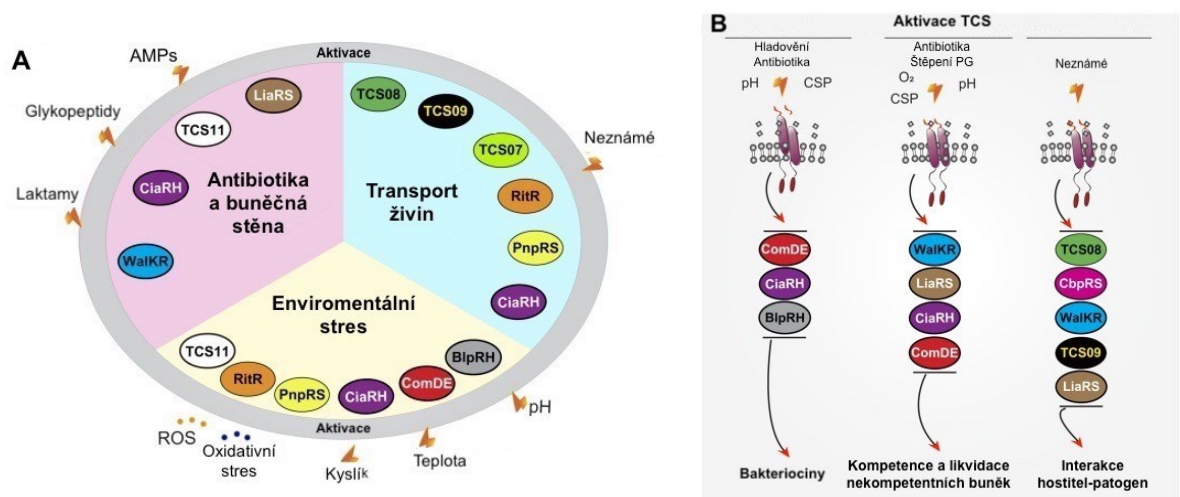 A
Aktivace
AMPs
Glykopeptidy
Laktamy
Neznámé
LiaRS
TCS11
CiaRH
WalKR
Antibiotika
a buněčná
stěna
TCS08
TCS09
TCS07
RitR
PnpRS
CiaRH
Transport
živin
Enviromentální
stres
TCS11
RitR
PnpRS
CiaRH
ComDE
BlpRH
Aktivace
ROS
Oxidativní
stres
Kyslík
Teplota
pH
B
Aktivace TCS
Hladovění
Antibiotika
pH
CSP
ComDE
CiaRH
BlpRH
Bakteriociny
Antibiotika
Štěpení PG
O₂
CSP
pH
WalKR
LiaRS
CiaRH
ComDE
Kompetence a likvidace
nekompetentních buněk
Neznámé
TCS08
CbpRS
WalKR
TCS09
LiaRS
Interakce
hostitel-patogen